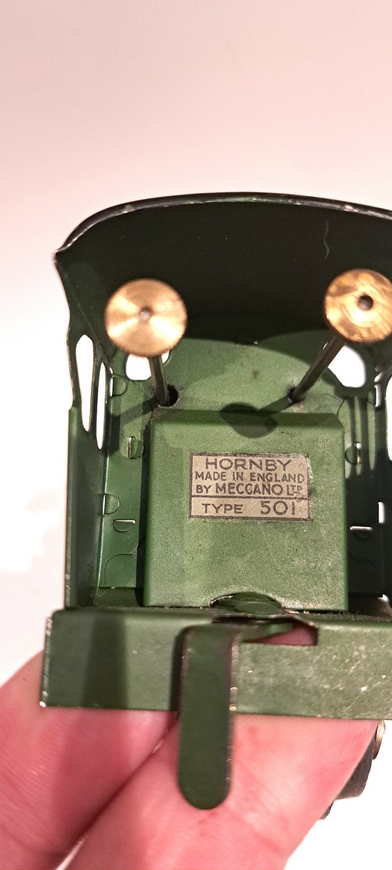 HORNBY
MADE IN ENGLAND
BY MECCANO LTD
TYPE 501